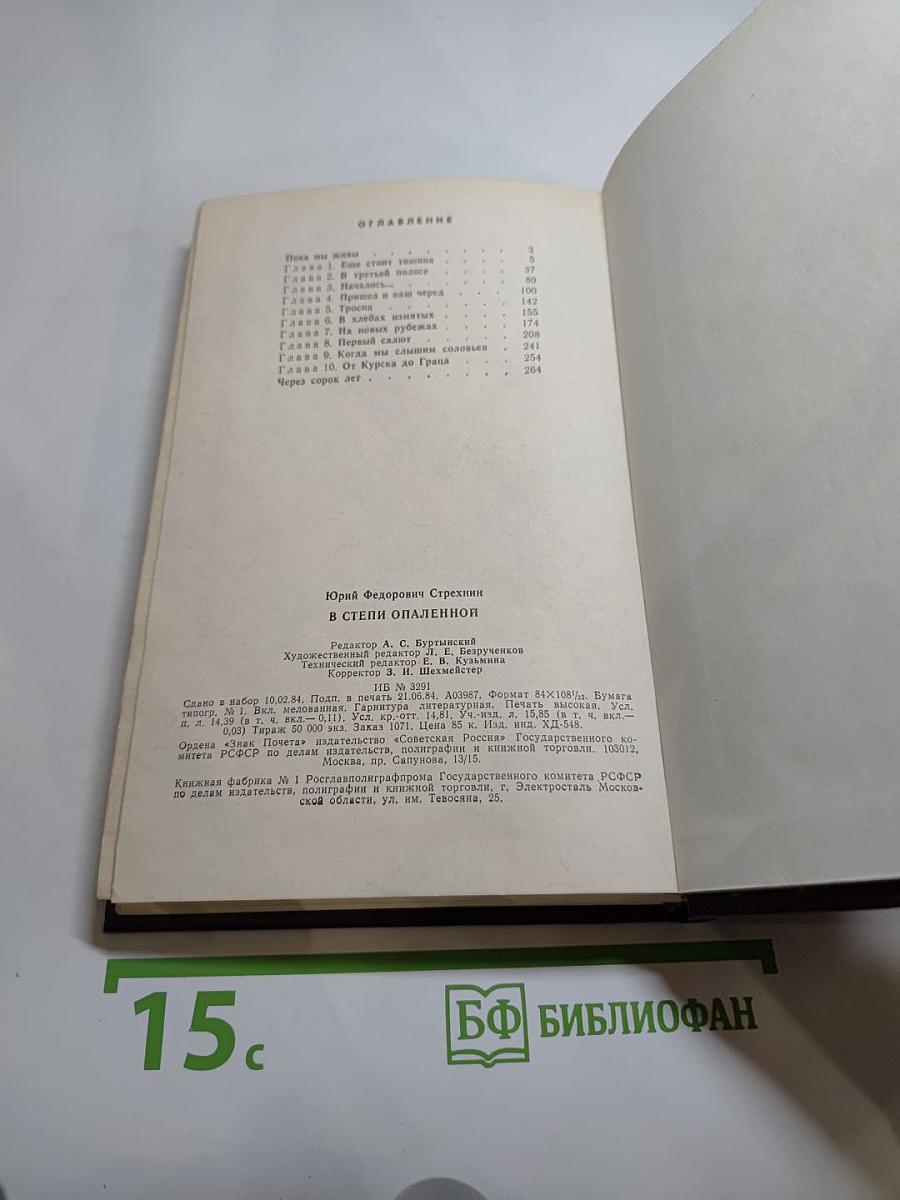 ОГЛАВЛЕНИЕ
Пока мы живы . . . . . . . . 3
Глава 1. Еще стоит тишина . . . . 5
Глава 2. В третьей полосе . . . . 37
Глава 3. Началось... . . . . . . 80
Глава 4. Пришел и наш черед . . . 100
Глава 5. Троспа . . . . . . . 142
Глава 6. В хлебах измятых . . . . 155
Глава 7. На новых рубежах . . . . 174
Глава 8. Первый салют . . . . . 208
Глава 9. Когда мы слышим соловьев . 241
Глава 10. От Курска до Граца . . . 254
Через сорок лет . . . . . . . . 264
Юрий Федорович Стрехнин
В СТЕПИ ОПАЛЕННОЙ
Редактор А. С. Буртынский
Художественный редактор Л. Е. Безрученков
Технический редактор Е. В. Кузьмина
Корректор З. И. Шехмейстер
ИБ № 3291
Сдано в набор 10.02.84. Подп. в печать 21.06.84. А03987. Формат 84×108¹/₃₂. Бумага
типогр. № 1. Вкл. мелованная. Гарнитура литературная. Печать высокая. Усл.
п. л. 14,39 (в т. ч. вкл.— 0,11). Усл. кр.-отт. 14,81. Уч.-изд. л. 15,85 (в т. ч. вкл.—
0,03) Тираж 50 000 экз. Заказ 1071. Цена 85 к. Изд. инд. ХД-548.
Ордена «Знак Почета» издательство «Советская Россия» Государственного ко-
митета РСФСР по делам издательств, полиграфии и книжной торговли. 103012,
Москва, пр. Сапунова, 13/15.
Книжная фабрика № 1 Росглавполиграфпрома Государственного комитета РСФСР
по делам издательств, полиграфии и книжной торговли, г. Электросталь Москов-
ской области, ул. им. Тевосяна, 25.
15 с
БФ БИБЛИОФАН